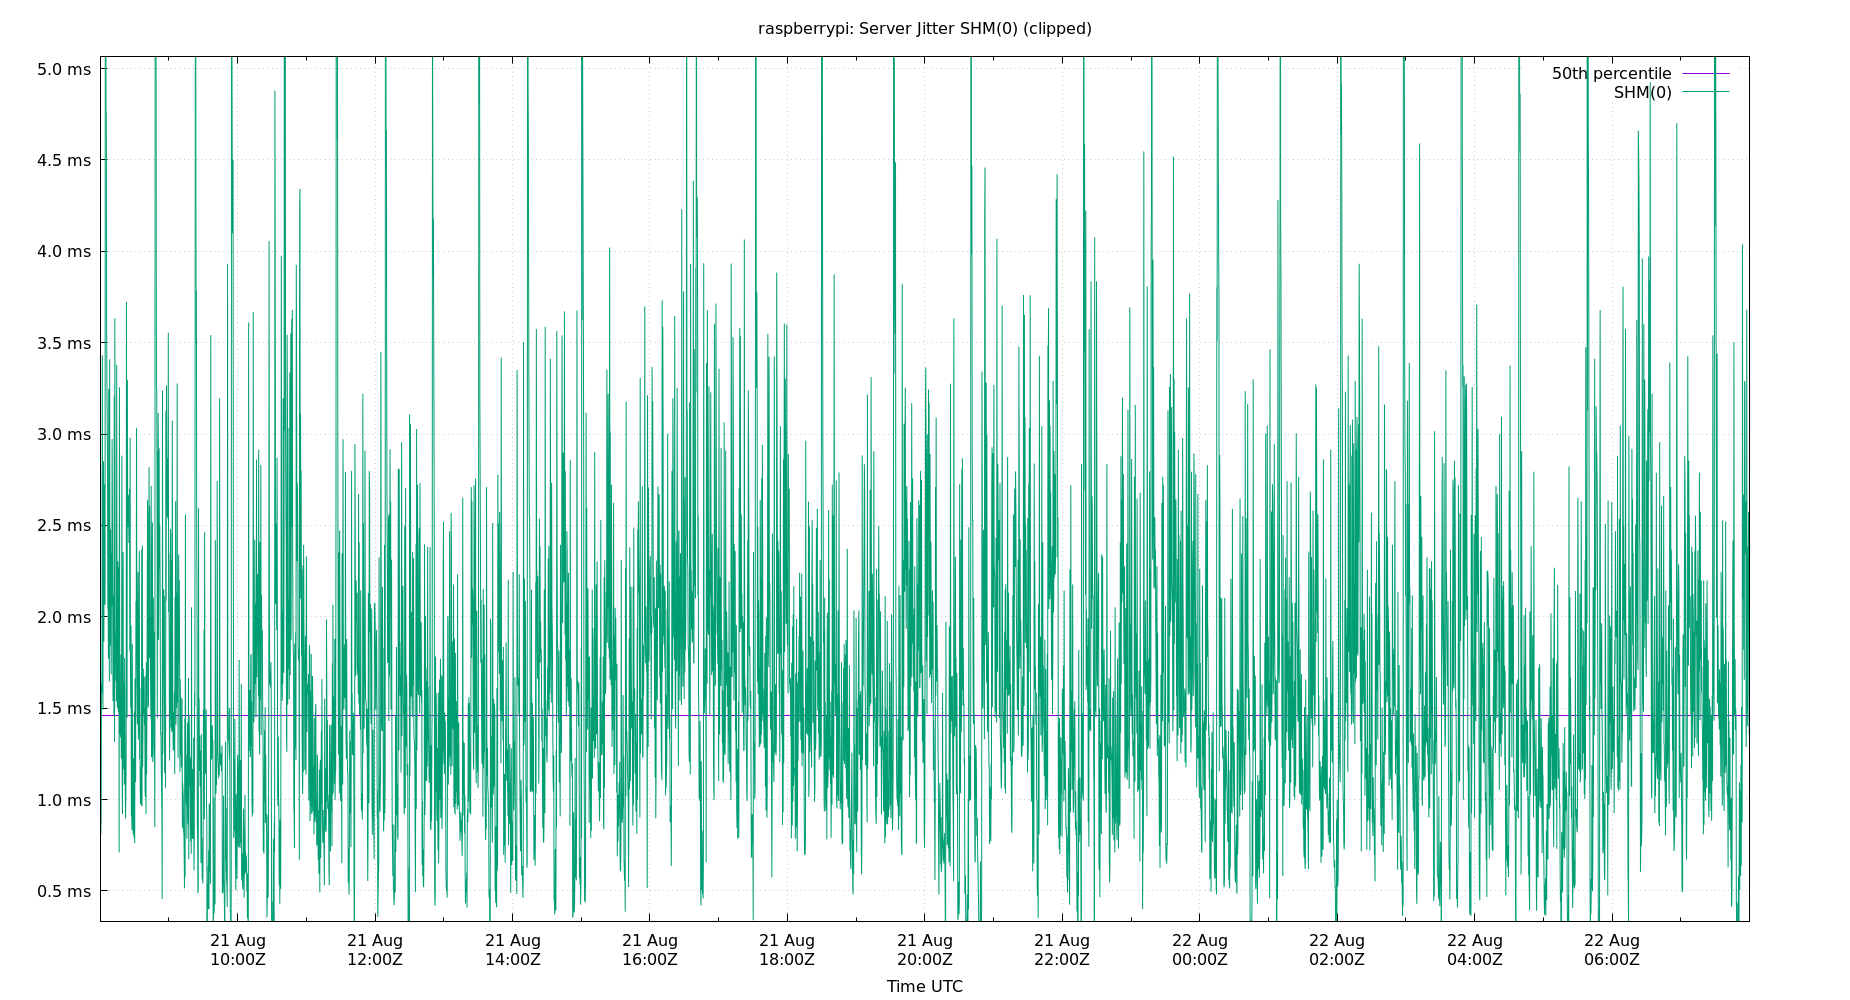 raspberrypi: Server Jitter SHM(0) (clipped)
5.0 ms
50th percentile
SHM(0)
4.5 ms
4.0 ms
3.5 ms
3.0 ms
2.5 ms
2.0 ms
1.5 ms
1.0 ms
0.5 ms
21 Aug 21 Aug 21 Aug 21 Aug 21 Aug 21 Aug 21 Aug 22 Aug 22 Aug 22 Aug 22 Aug
10:00Z 12:00Z 14:00Z 16:00Z 18:00Z 20:00Z 22:00Z 00:00Z 02:00Z 04:00Z 06:00Z
Time UTC